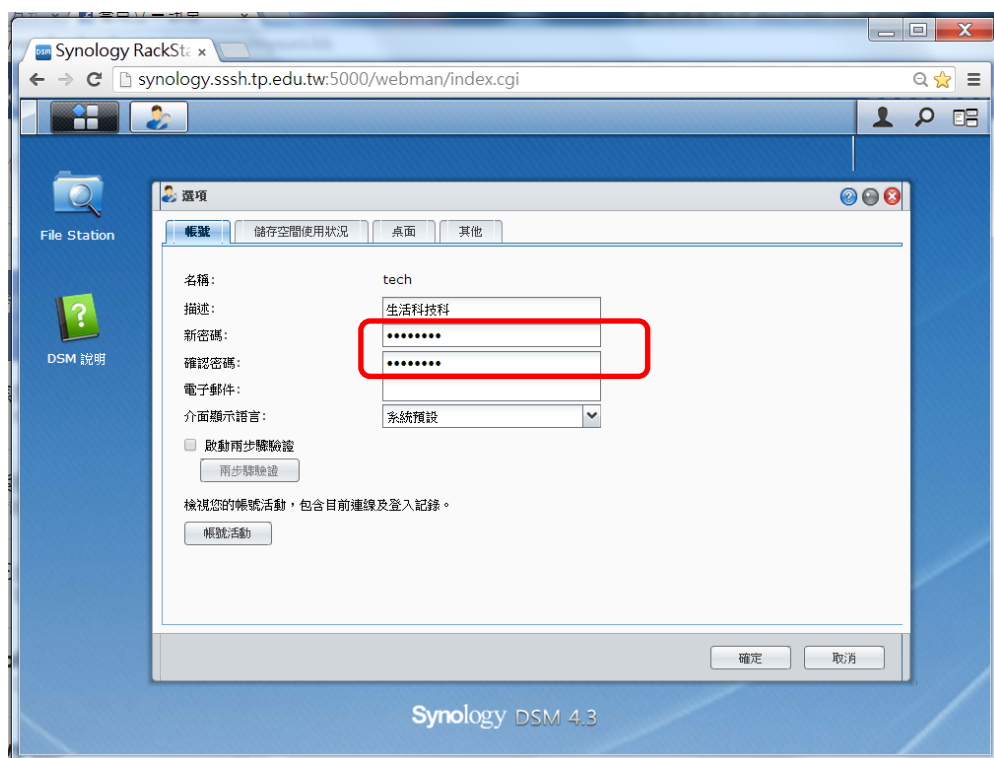 Synology RackSta
synology.sssh.tp.edu.tw:5000/webman/index.cgi
File Station
DSM 說明
選項
帳號 儲存空間使用狀況 桌面 其他
名稱: tech
描述: 生活科技科
新密碼: ••••••••
確認密碼: ••••••••
電子郵件:
介面顯示語言: 系統預設
啟動兩步驟驗證
兩步驟驗證
檢視您的帳號活動，包含目前連線及登入記錄。
帳號活動
確定 取消
Synology DSM 4.3